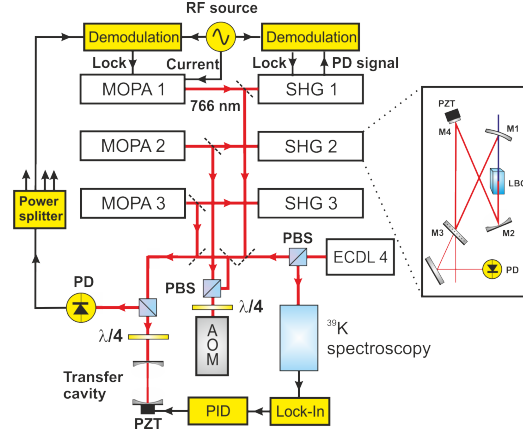 RF source
Demodulation
Demodulation
Lock
Current
Lock
PD signal
MOPA 1
SHG 1
766 nm
MOPA 2
SHG 2
MOPA 3
SHG 3
Power
splitter
PBS
ECDL 4
PD
PBS
λ/4
λ/4
AOM
³⁹K
spectroscopy
Transfer
cavity
PZT
PID
Lock-In
PZT
M4
M1
LBO
M3
M2
PD